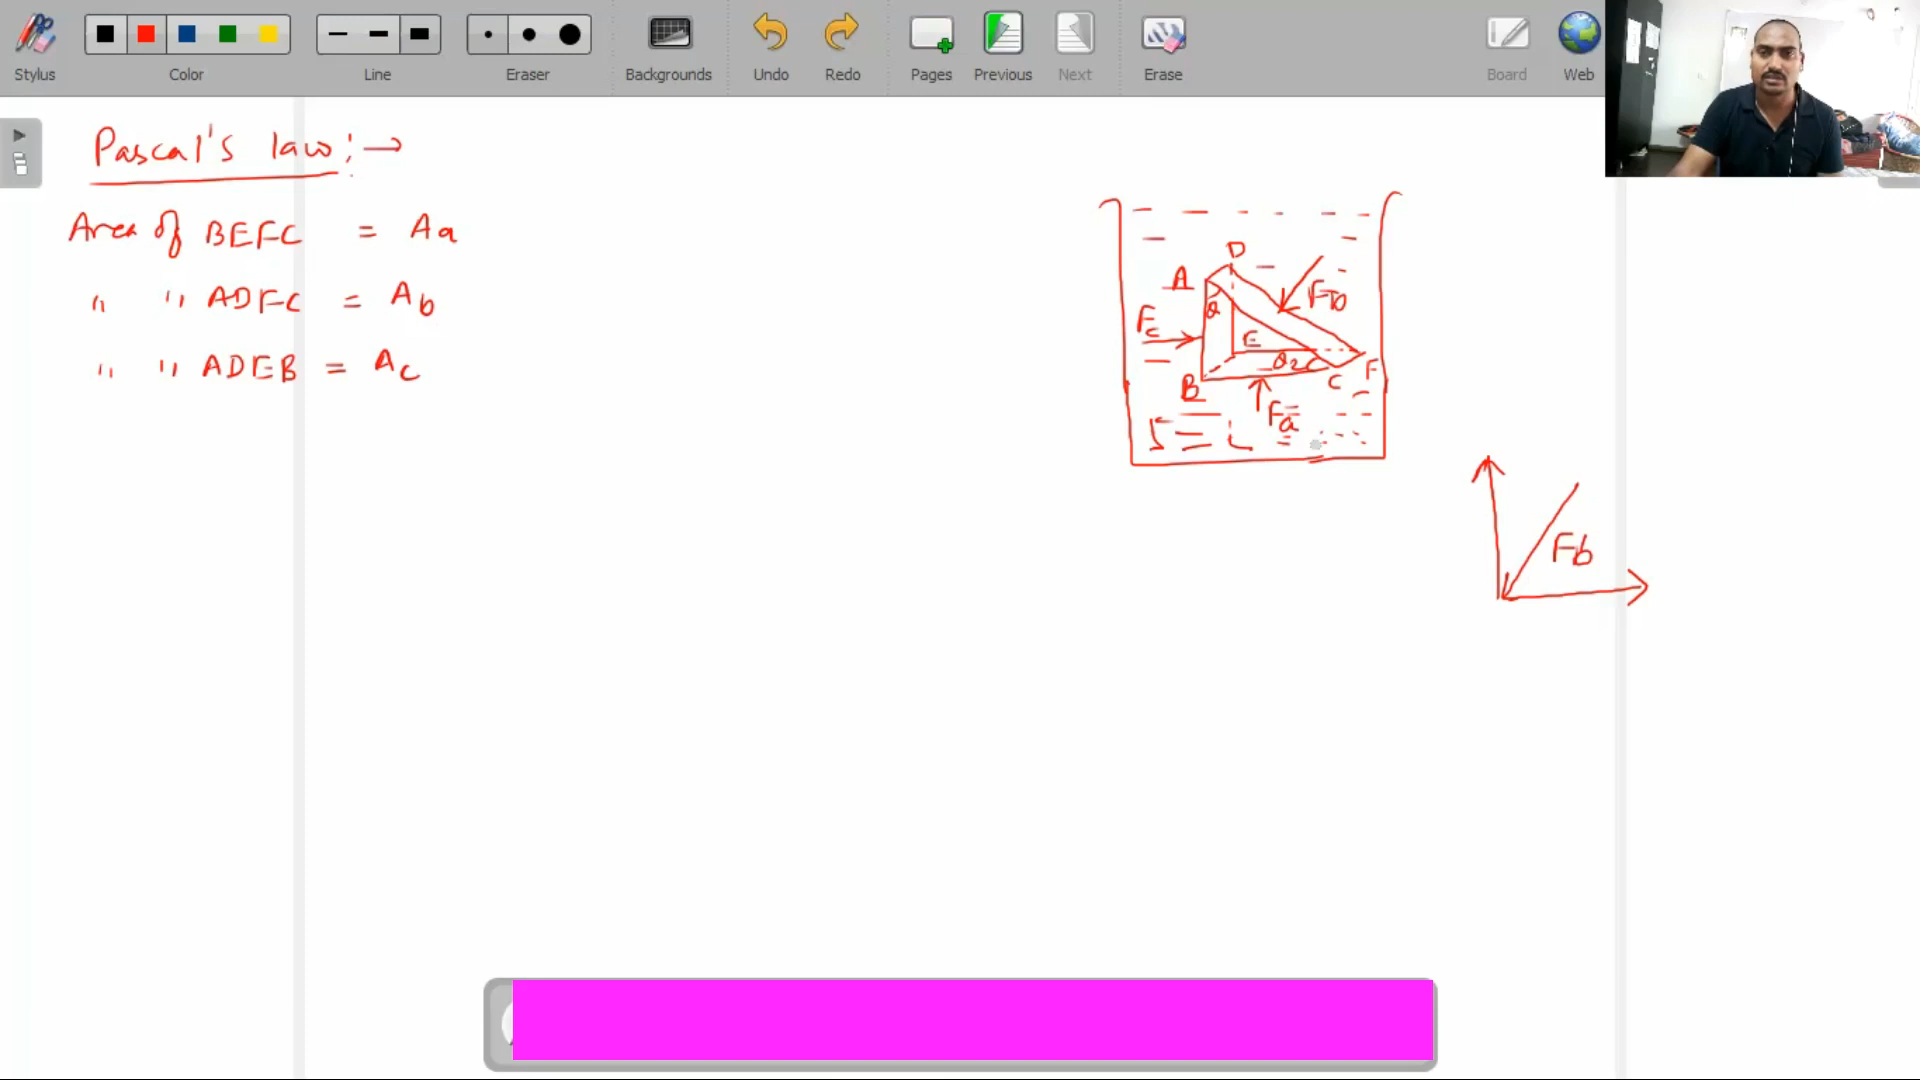 Stylus Color Line Eraser Backgrounds Undo Redo Pages Previous Next Erase Board Web
Pascal's law :→
Area of BEFC = Aa
" " ADFC = Ab
" " ADEB = Ac
D
A
Fb
Fc
E
B
C
F
Fa
Fb